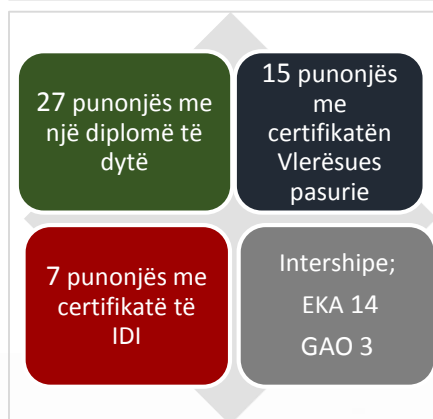 27 punonjës me
një diplomë të
dytë
15 punonjës
me
certifikatën
Vlerësues
pasurie
7 punonjës me
certifikatë të
IDI
Intershipe;
EKA 14
GAO 3